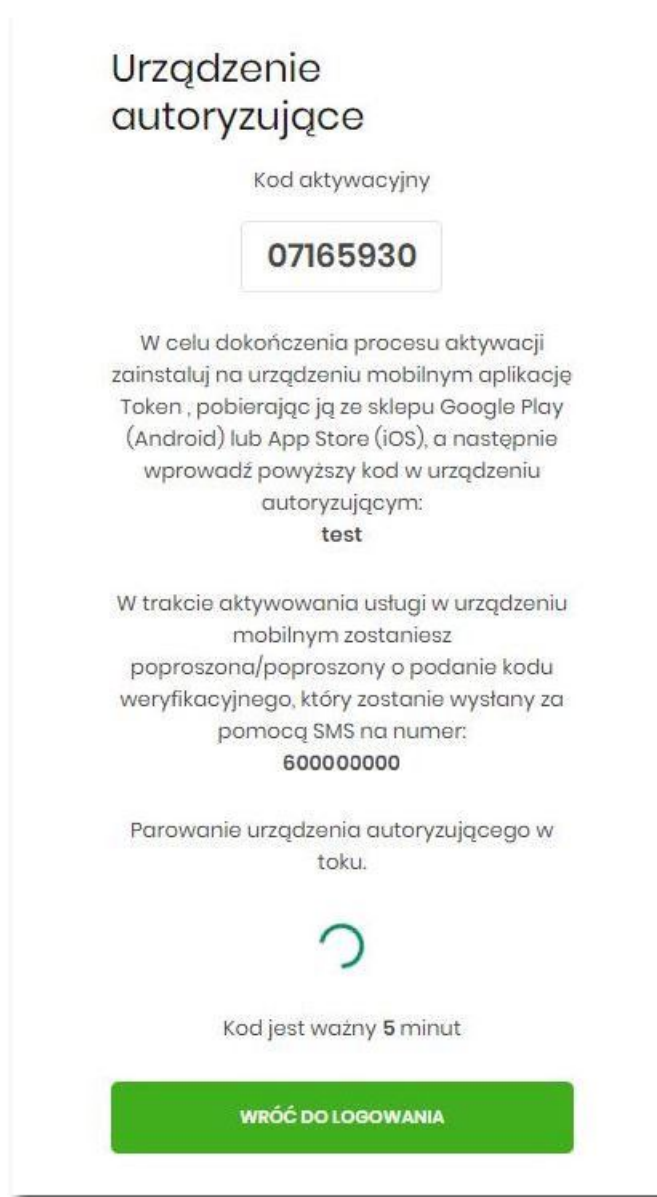 Urządzenie
autoryzujące
Kod aktywacyjny
07165930
W celu dokończenia procesu aktywacji
zainstaluj na urządzeniu mobilnym aplikację
Token , pobierając ją ze sklepu Google Play
(Android) lub App Store (iOS), a następnie
wprowadź powyższy kod w urządzeniu
autoryzującym:
test
W trakcie aktywowania usługi w urządzeniu
mobilnym zostaniesz
poproszona/poproszony o podanie kodu
weryfikacyjnego, który zostanie wysłany za
pomocą SMS na numer:
600000000
Parowanie urządzenia autoryzującego w
toku.
Kod jest ważny 5 minut
WRÓĆ DO LOGOWANIA